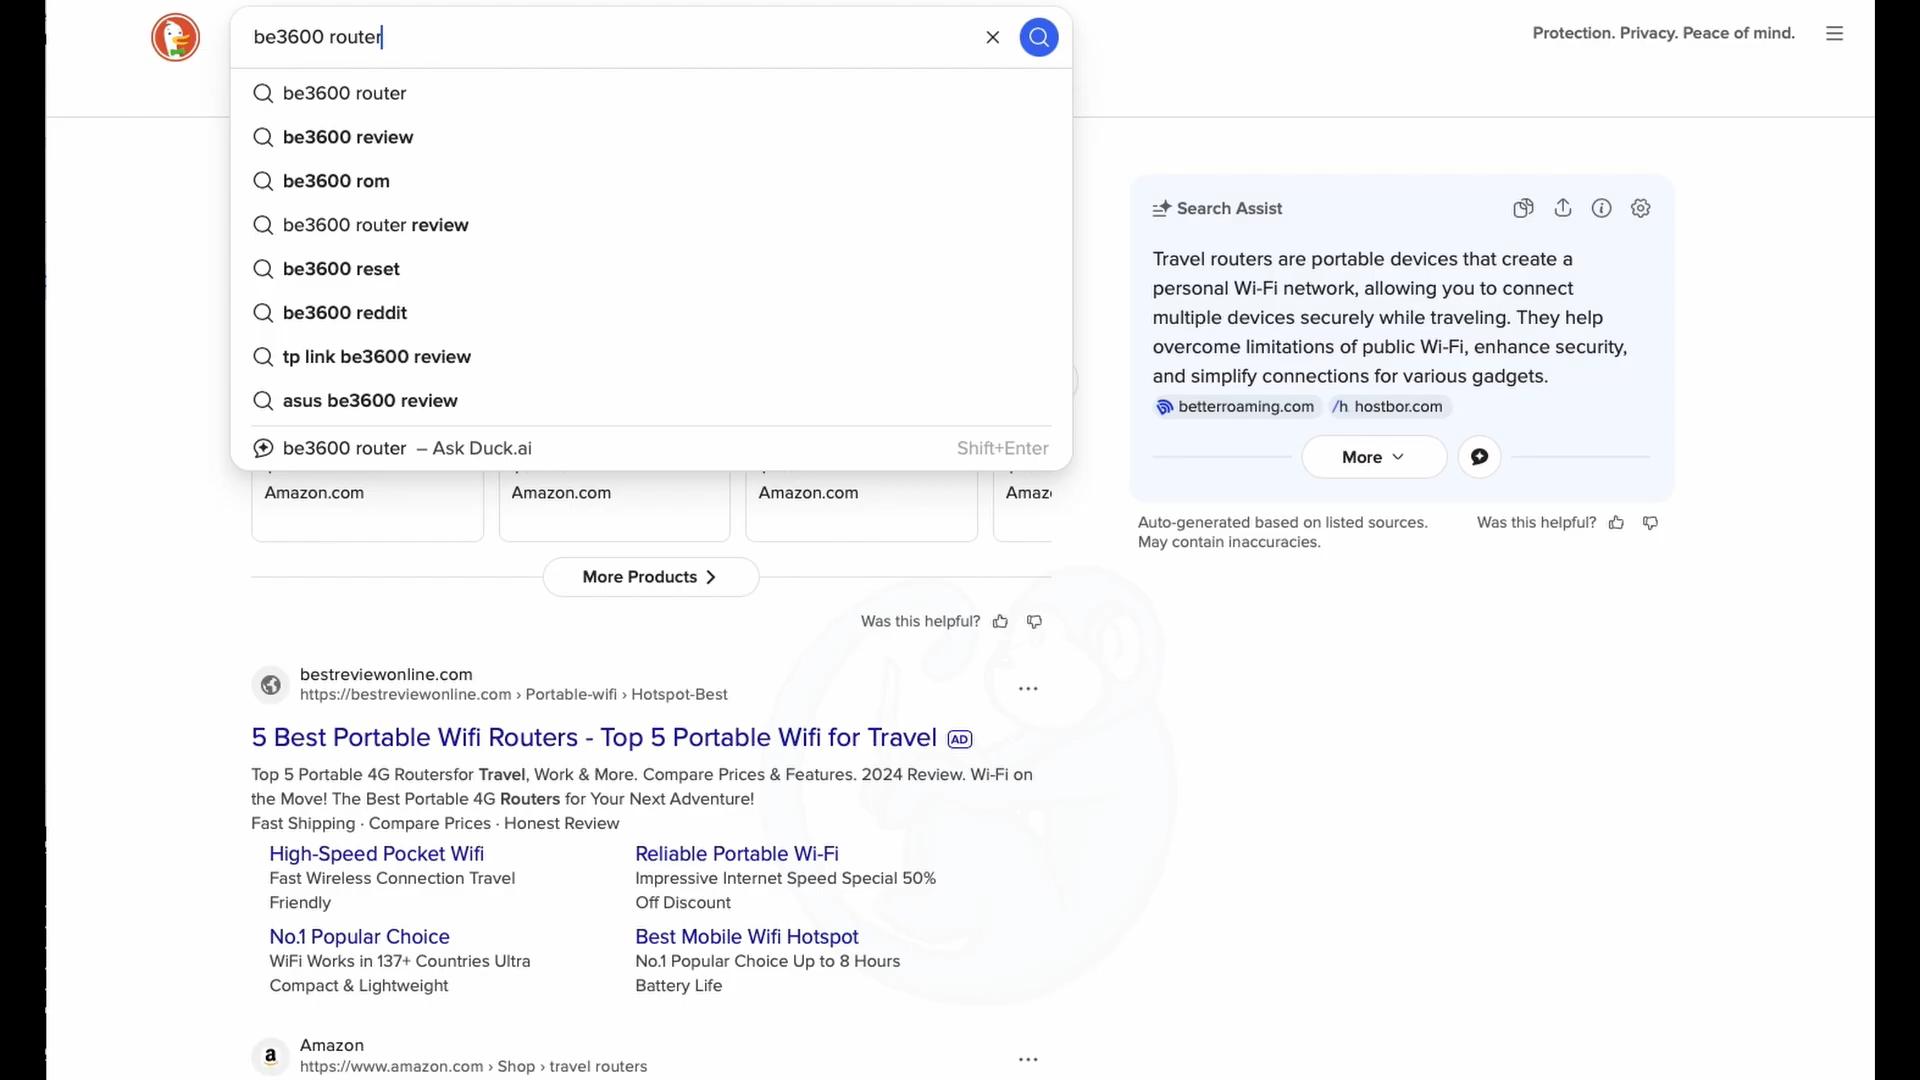 be3600 router
Protection. Privacy. Peace of mind.
be3600 router
be3600 review
be3600 rom
be3600 router review
be3600 reset
be3600 reddit
tp link be3600 review
asus be3600 review
be3600 router – Ask Duck.ai
Shift+Enter
Amazon.com
Amazon.com
Amazon.com
Amaz
More Products
Was this helpful?
Search Assist
Travel routers are portable devices that create a
personal Wi-Fi network, allowing you to connect
multiple devices securely while traveling. They help
overcome limitations of public Wi-Fi, enhance security,
and simplify connections for various gadgets.
betterroaming.com
/h hostbor.com
More
Auto-generated based on listed sources.
May contain inaccuracies.
Was this helpful?
bestreviewonline.com
https://bestreviewonline.com › Portable-wifi › Hotspot-Best
5 Best Portable Wifi Routers - Top 5 Portable Wifi for Travel AD
Top 5 Portable 4G Routersfor Travel, Work & More. Compare Prices & Features. 2024 Review. Wi-Fi on
the Move! The Best Portable 4G Routers for Your Next Adventure!
Fast Shipping · Compare Prices · Honest Review
High-Speed Pocket Wifi
Fast Wireless Connection Travel
Friendly
Reliable Portable Wi-Fi
Impressive Internet Speed Special 50%
Off Discount
No.1 Popular Choice
WiFi Works in 137+ Countries Ultra
Compact & Lightweight
Best Mobile Wifi Hotspot
No.1 Popular Choice Up to 8 Hours
Battery Life
Amazon
https://www.amazon.com › Shop › travel routers